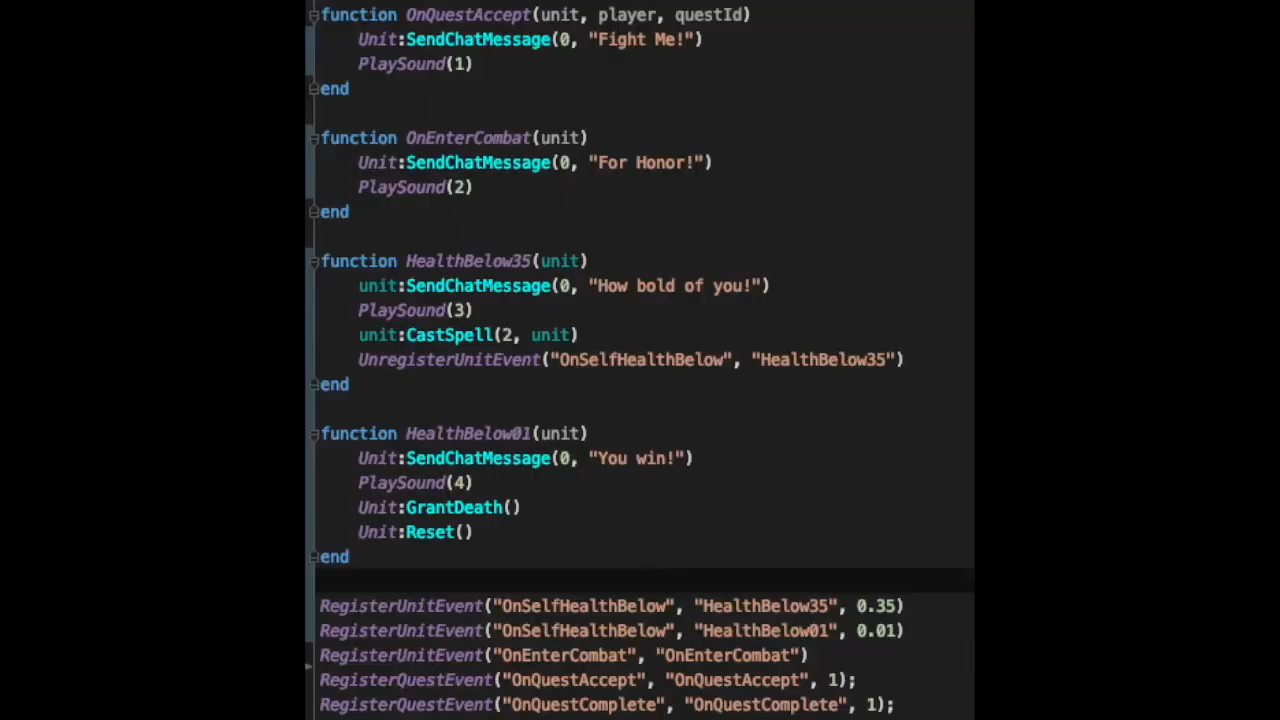 function OnQuestAccept(unit, player, questId)
Unit:SendChatMessage(0, "Fight Me!")
PlaySound(1)
end
function OnEnterCombat(unit)
Unit:SendChatMessage(0, "For Honor!")
PlaySound(2)
end
function HealthBelow35(unit)
unit:SendChatMessage(0, "How bold of you!")
PlaySound(3)
unit:CastSpell(2, unit)
UnregisterUnitEvent("OnSelfHealthBelow", "HealthBelow35")
end
function HealthBelow01(unit)
Unit:SendChatMessage(0, "You win!")
PlaySound(4)
Unit:GrantDeath()
Unit:Reset()
end
RegisterUnitEvent("OnSelfHealthBelow", "HealthBelow35", 0.35)
RegisterUnitEvent("OnSelfHealthBelow", "HealthBelow01", 0.01)
RegisterUnitEvent("OnEnterCombat", "OnEnterCombat")
RegisterQuestEvent("OnQuestAccept", "OnQuestAccept", 1);
RegisterQuestEvent("OnQuestComplete", "OnQuestComplete", 1);